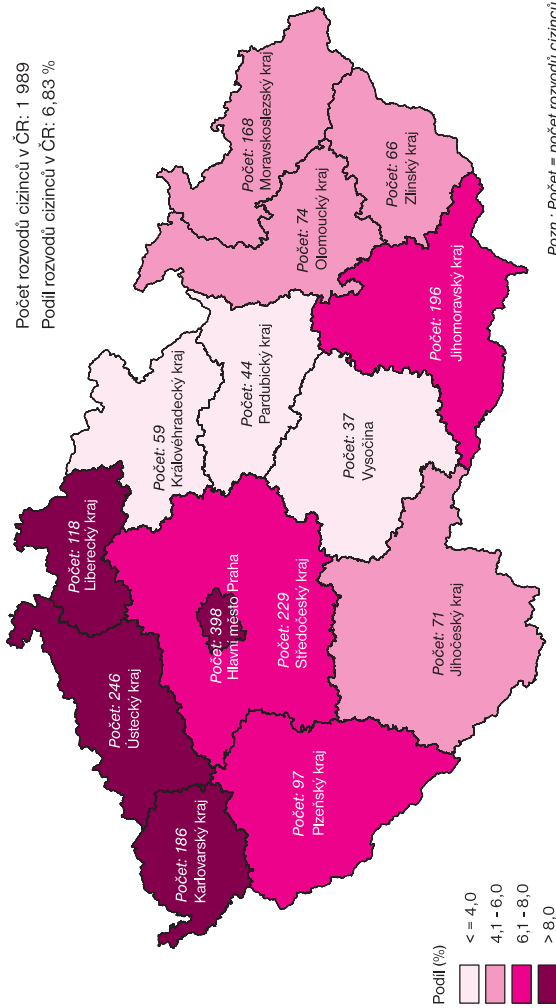 Počet rozvodů cizinců v ČR: 1 989
Podíl rozvodů cizinců v ČR: 6,83 %
Počet: 118
Liberecký kraj
Počet: 246
Ústecký kraj
Počet: 59
Královéhradecký kraj
Počet: 186
Karlovarský kraj
Počet: 398
Hlavní město Praha
Počet: 44
Pardubický kraj
Počet: 168
Moravskoslezský kraj
Počet: 229
Středočeský kraj
Počet: 74
Olomoucký kraj
Počet: 97
Plzeňský kraj
Počet: 37
Vysočina
Počet: 66
Zlínský kraj
Počet: 71
Jihočeský kraj
Počet: 196
Jihomoravský kraj
Podíl (%)
< = 4,0
4,1 - 6,0
6,1 - 8,0
> 8,0
Pozn.: Počet = počet rozvodů cizinců